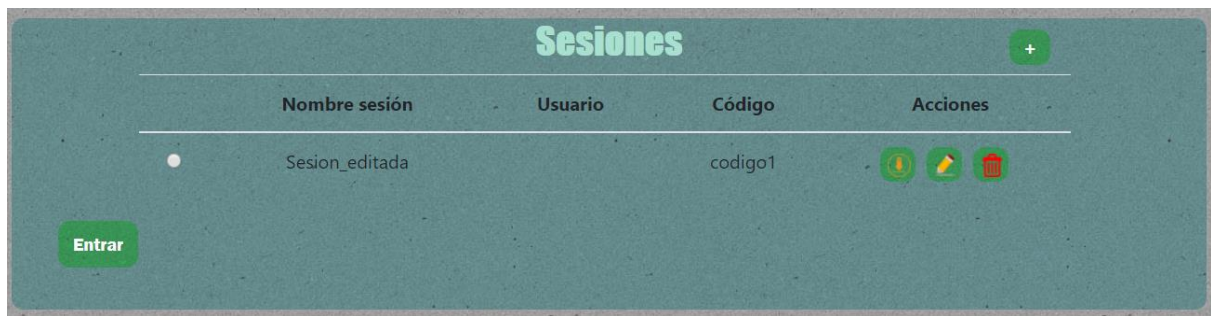 Sesiones
+
Nombre sesión Usuario Código Acciones
Sesion_editada codigo1
Entrar